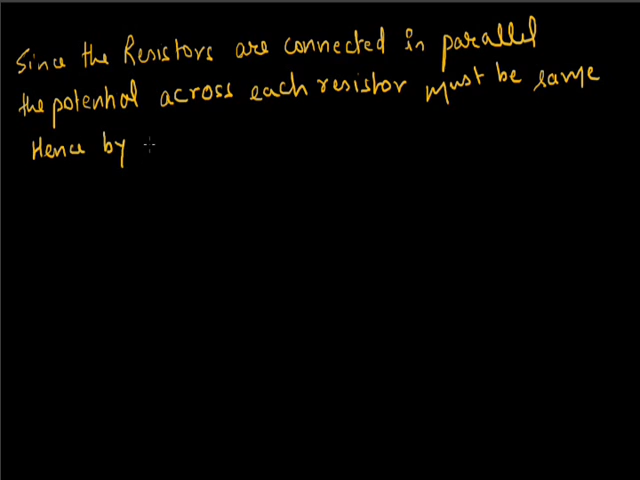 Since the Resistors are connected in parallel
the potential across each resistor must be same
Hence by